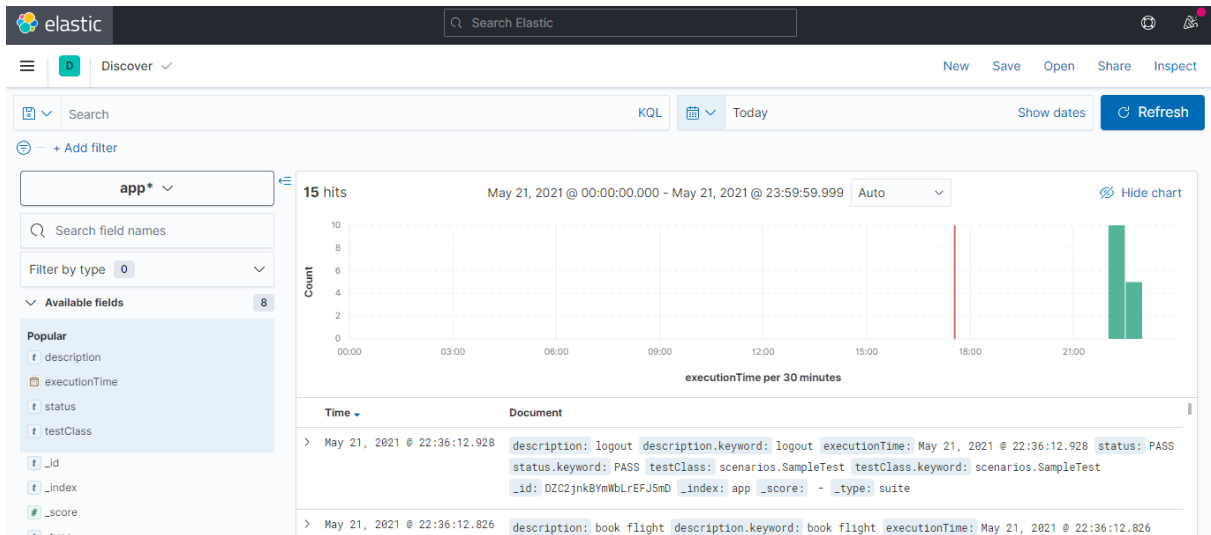 elastic
Search Elastic
D
Discover
New Save Open Share Inspect
Search
KQL
Today
Show dates
Refresh
+ Add filter
app*
15 hits
May 21, 2021 @ 00:00:00.000 - May 21, 2021 @ 23:59:59.999
Auto
Hide chart
Search field names
Filter by type 0
Available fields 8
Popular
t description
executionTime
t status
t testClass
t _id
t _index
# _score
Count
10
8
6
4
2
0
00:00 03:00 06:00 09:00 12:00 15:00 18:00 21:00
executionTime per 30 minutes
Time Document
May 21, 2021 @ 22:36:12.928
description: logout description.keyword: logout executionTime: May 21, 2021 @ 22:36:12.928 status: PASS
status.keyword: PASS testClass: scenarios.SampleTest testClass.keyword: scenarios.SampleTest
_id: DZC2jnkBYmWbLrEFJ5mD _index: app _score: - _type: suite
May 21, 2021 @ 22:36:12.826
description: book flight description.keyword: book flight executionTime: May 21, 2021 @ 22:36:12.826